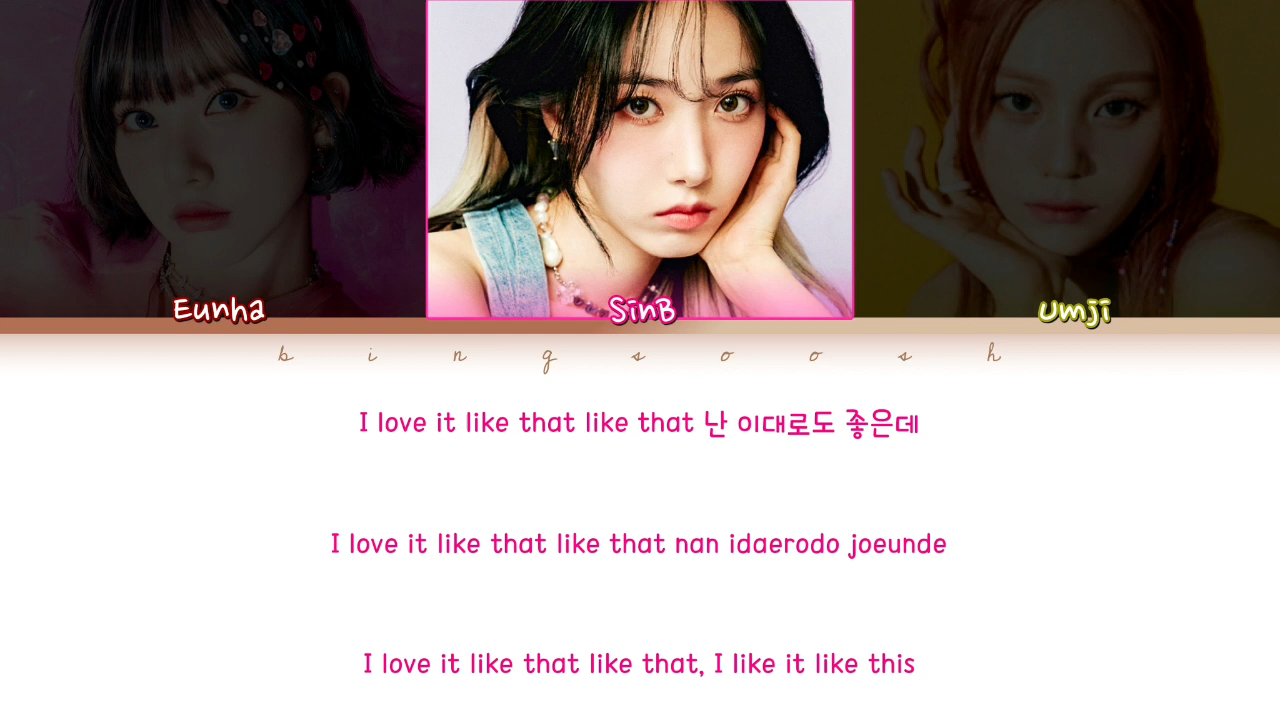 Eunha SinB Umji
b i n g s o o s h
I love it like that like that 난 이대로도 좋은데
I love it like that like that nan idaerodo joeunde
I love it like that like that, I like it like this